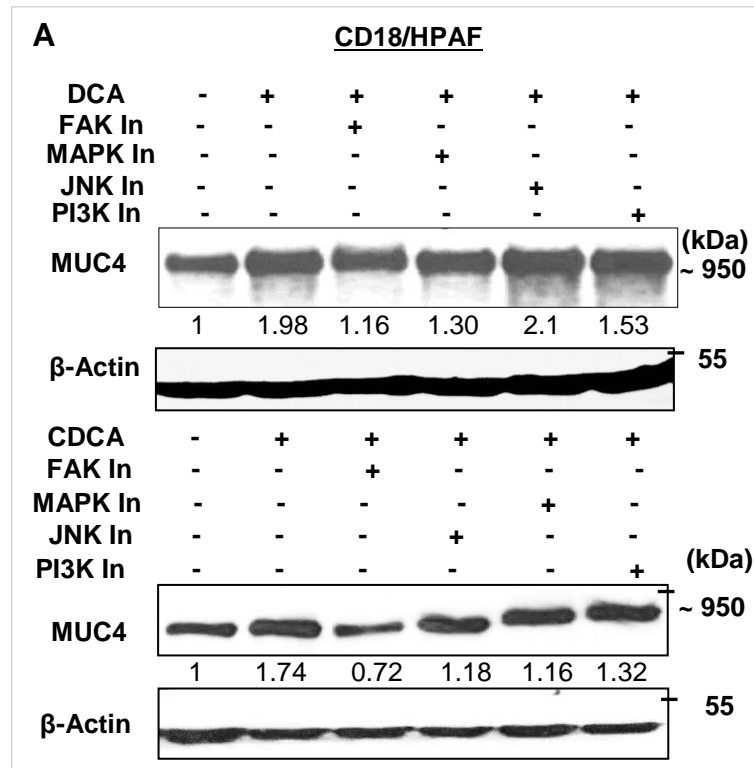 A
CD18/HPAF
DCA - + + + + +
FAK In - - + - - -
MAPK In - - - + - -
JNK In - - - - + -
PI3K In - - - - - +
(kDa)
MUC4 ~ 950
1 1.98 1.16 1.30 2.1 1.53
β-Actin 55
CDCA - + + + + +
FAK In - - + - - -
MAPK In - - - - + -
JNK In - - - + - -
PI3K In - - - - - +
(kDa)
MUC4 ~ 950
1 1.74 0.72 1.18 1.16 1.32
β-Actin 55